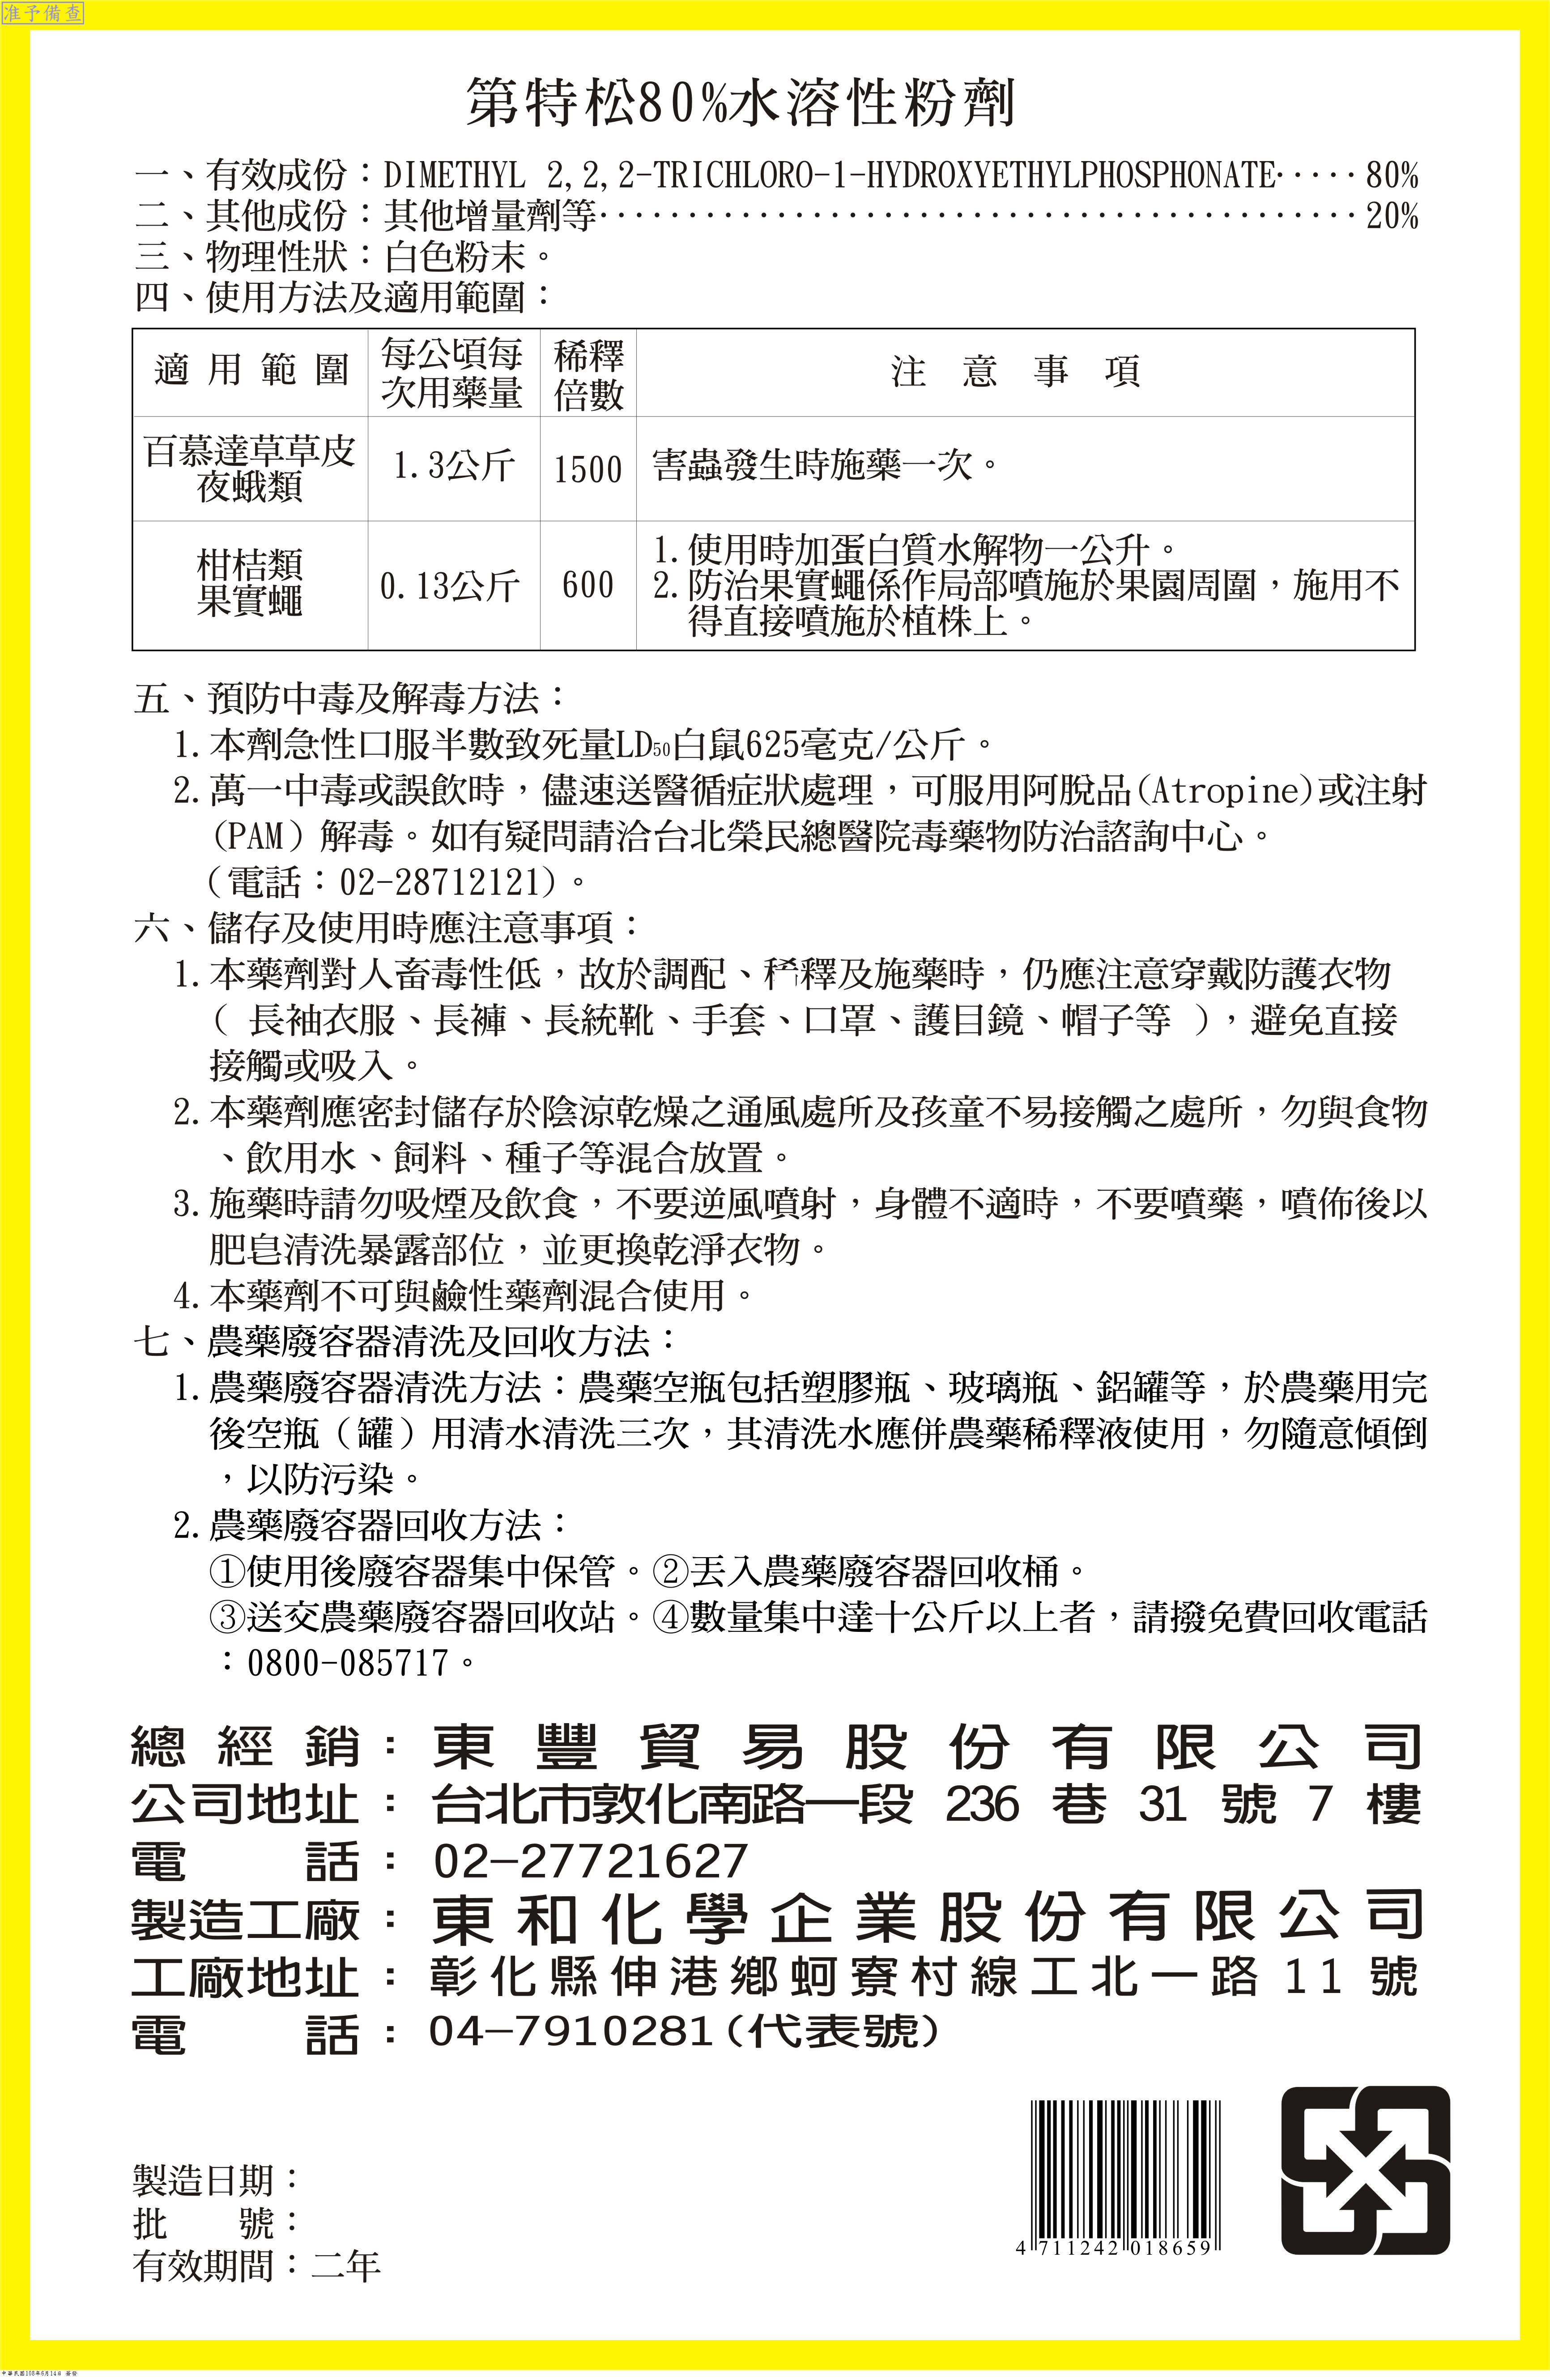 准予備查
第特松80%水溶性粉劑
一、有效成份：DIMETHYL 2,2,2-TRICHLORO-1-HYDROXYETHYLPHOSPHONATE‧‧‧‧‧80%
二、其他成份：其他增量劑等‧‧‧‧‧‧‧‧‧‧‧‧‧‧‧‧‧‧‧‧‧‧‧‧‧‧‧‧‧‧‧‧‧‧‧‧‧‧‧‧‧‧‧20%
三、物理性狀：白色粉末。
四、使用方法及適用範圍：
適用範圍 每公頃每次用藥量 稀釋倍數 注意事項
百慕達草草皮夜蛾類 1.3公斤 1500 害蟲發生時施藥一次。
柑桔類果實蠅 0.13公斤 600 1.使用時加蛋白質水解物一公升。
2.防治果實蠅係作局部噴施於果園周圍，施用不
得直接噴施於植株上。
五、預防中毒及解毒方法：
1.本劑急性口服半數致死量LD50白鼠625毫克/公斤。
2.萬一中毒或誤飲時，儘速送醫循症狀處理，可服用阿脫品(Atropine)或注射
(PAM）解毒。如有疑問請洽台北榮民總醫院毒藥物防治諮詢中心。
（電話：02-28712121)。
六、儲存及使用時應注意事項：
1.本藥劑對人畜毒性低，故於調配、稀釋及施藥時，仍應注意穿戴防護衣物
( 長袖衣服、長褲、長統靴、手套、口罩、護目鏡、帽子等 )，避免直接
接觸或吸入。
2.本藥劑應密封儲存於陰涼乾燥之通風處所及孩童不易接觸之處所，勿與食物
、飲用水、飼料、種子等混合放置。
3.施藥時請勿吸煙及飲食，不要逆風噴射，身體不適時，不要噴藥，噴佈後以
肥皂清洗暴露部位，並更換乾淨衣物。
4.本藥劑不可與鹼性藥劑混合使用。
七、農藥廢容器清洗及回收方法：
1.農藥廢容器清洗方法：農藥空瓶包括塑膠瓶、玻璃瓶、鋁罐等，於農藥用完
後空瓶（罐）用清水清洗三次，其清洗水應併農藥稀釋液使用，勿隨意傾倒
，以防污染。
2.農藥廢容器回收方法：
①使用後廢容器集中保管。②丟入農藥廢容器回收桶。
③送交農藥廢容器回收站。④數量集中達十公斤以上者，請撥免費回收電話
：0800-085717。
總經銷：東豐貿易股份有限公司
公司地址：台北市敦化南路一段 236 巷 31 號 7 樓
電話：02-27721627
製造工廠：東和化學企業股份有限公司
工廠地址：彰化縣伸港鄉蚵寮村線工北一路 11 號
電話：04-7910281(代表號)
製造日期：
批號：
有效期間：二年
4 711242 018659
中華民國100年6月14日 簽發